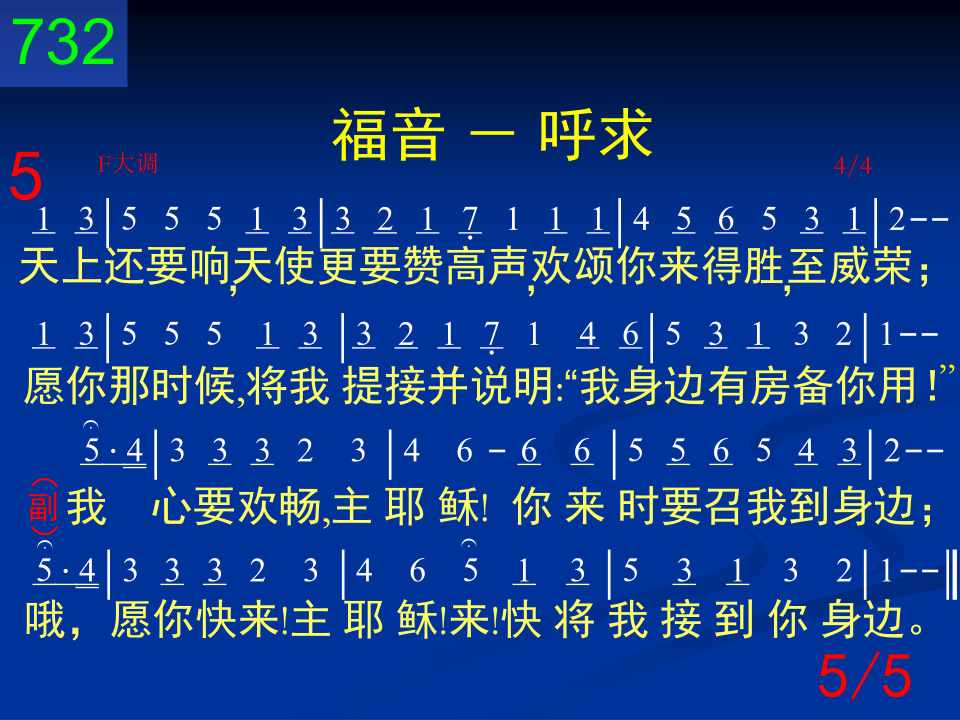 732
福音 － 呼求
5
F大调
4/4
1 3|5 5 5 1 3|3 2 1 7̣ 1 1 1|4 5 6 5 3 1|2--
天上还要响,天使更要赞高声,欢颂你来得胜,至威荣；
1 3|5 5 5 1 3|3 2 1 7̣ 1 4 6|5 3 1 3 2|1--
愿你那时候,将我 提接并说明:“我身边有房备你用！”
5·4|3 3 3 2 3|4 6 - 6 6|5 5 6 5 4 3|2--
（副）我 心要欢畅,主 耶 稣! 你 来 时要召我到身边；
5·4|3 3 3 2 3|4 6 5 1 3|5 3 1 3 2|1--‖
哦，愿你快来!主 耶 稣!来!快 将 我 接 到 你 身边。
5/5